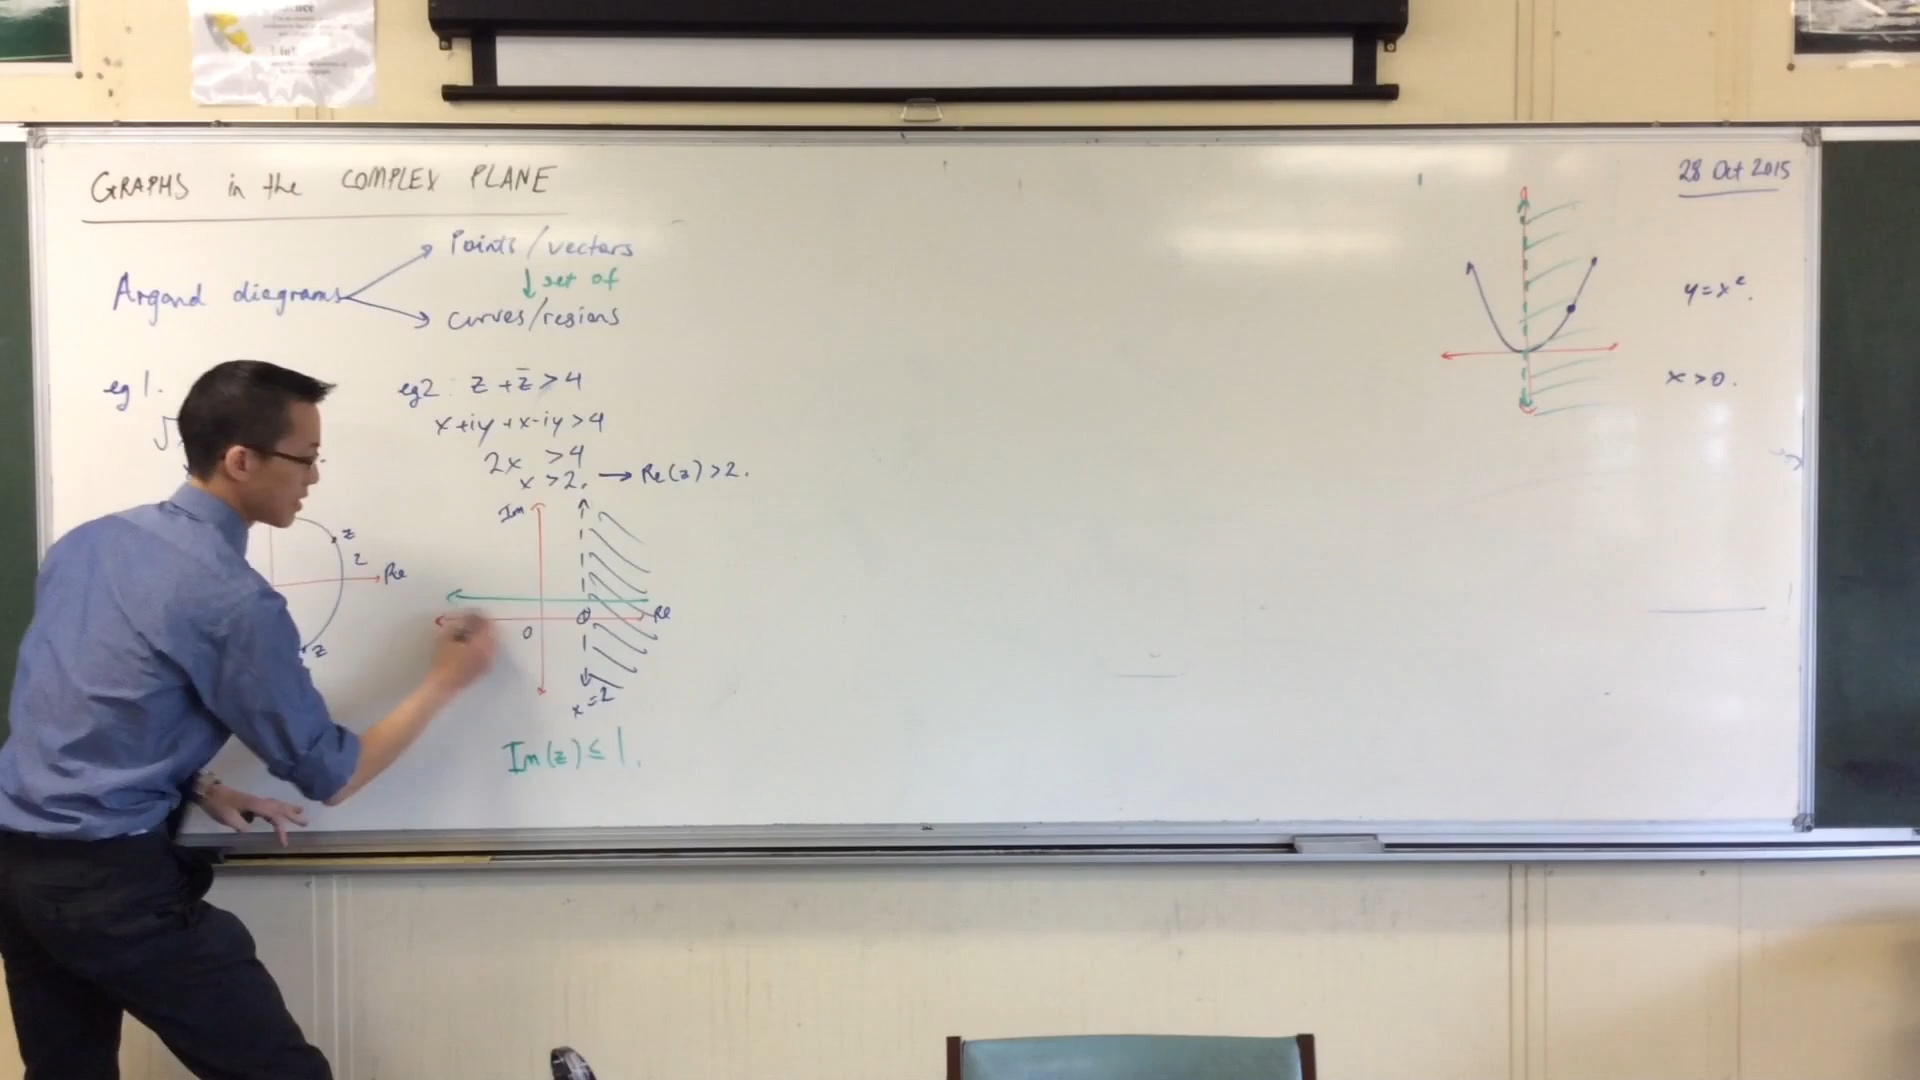 GRAPHS in the COMPLEX PLANE
28 Oct 2015
Points/vectors
↓ set of
Argand diagrams
curves/regions
y=x².
x>0.
eg 1.
eg2: z + z̄ > 4
x+iy+x-iy>4
2x >4
x >2. → Re(z)>2.
Im
z
2
Re
Re
0
z
x=2
Im(z) ≤ 1.